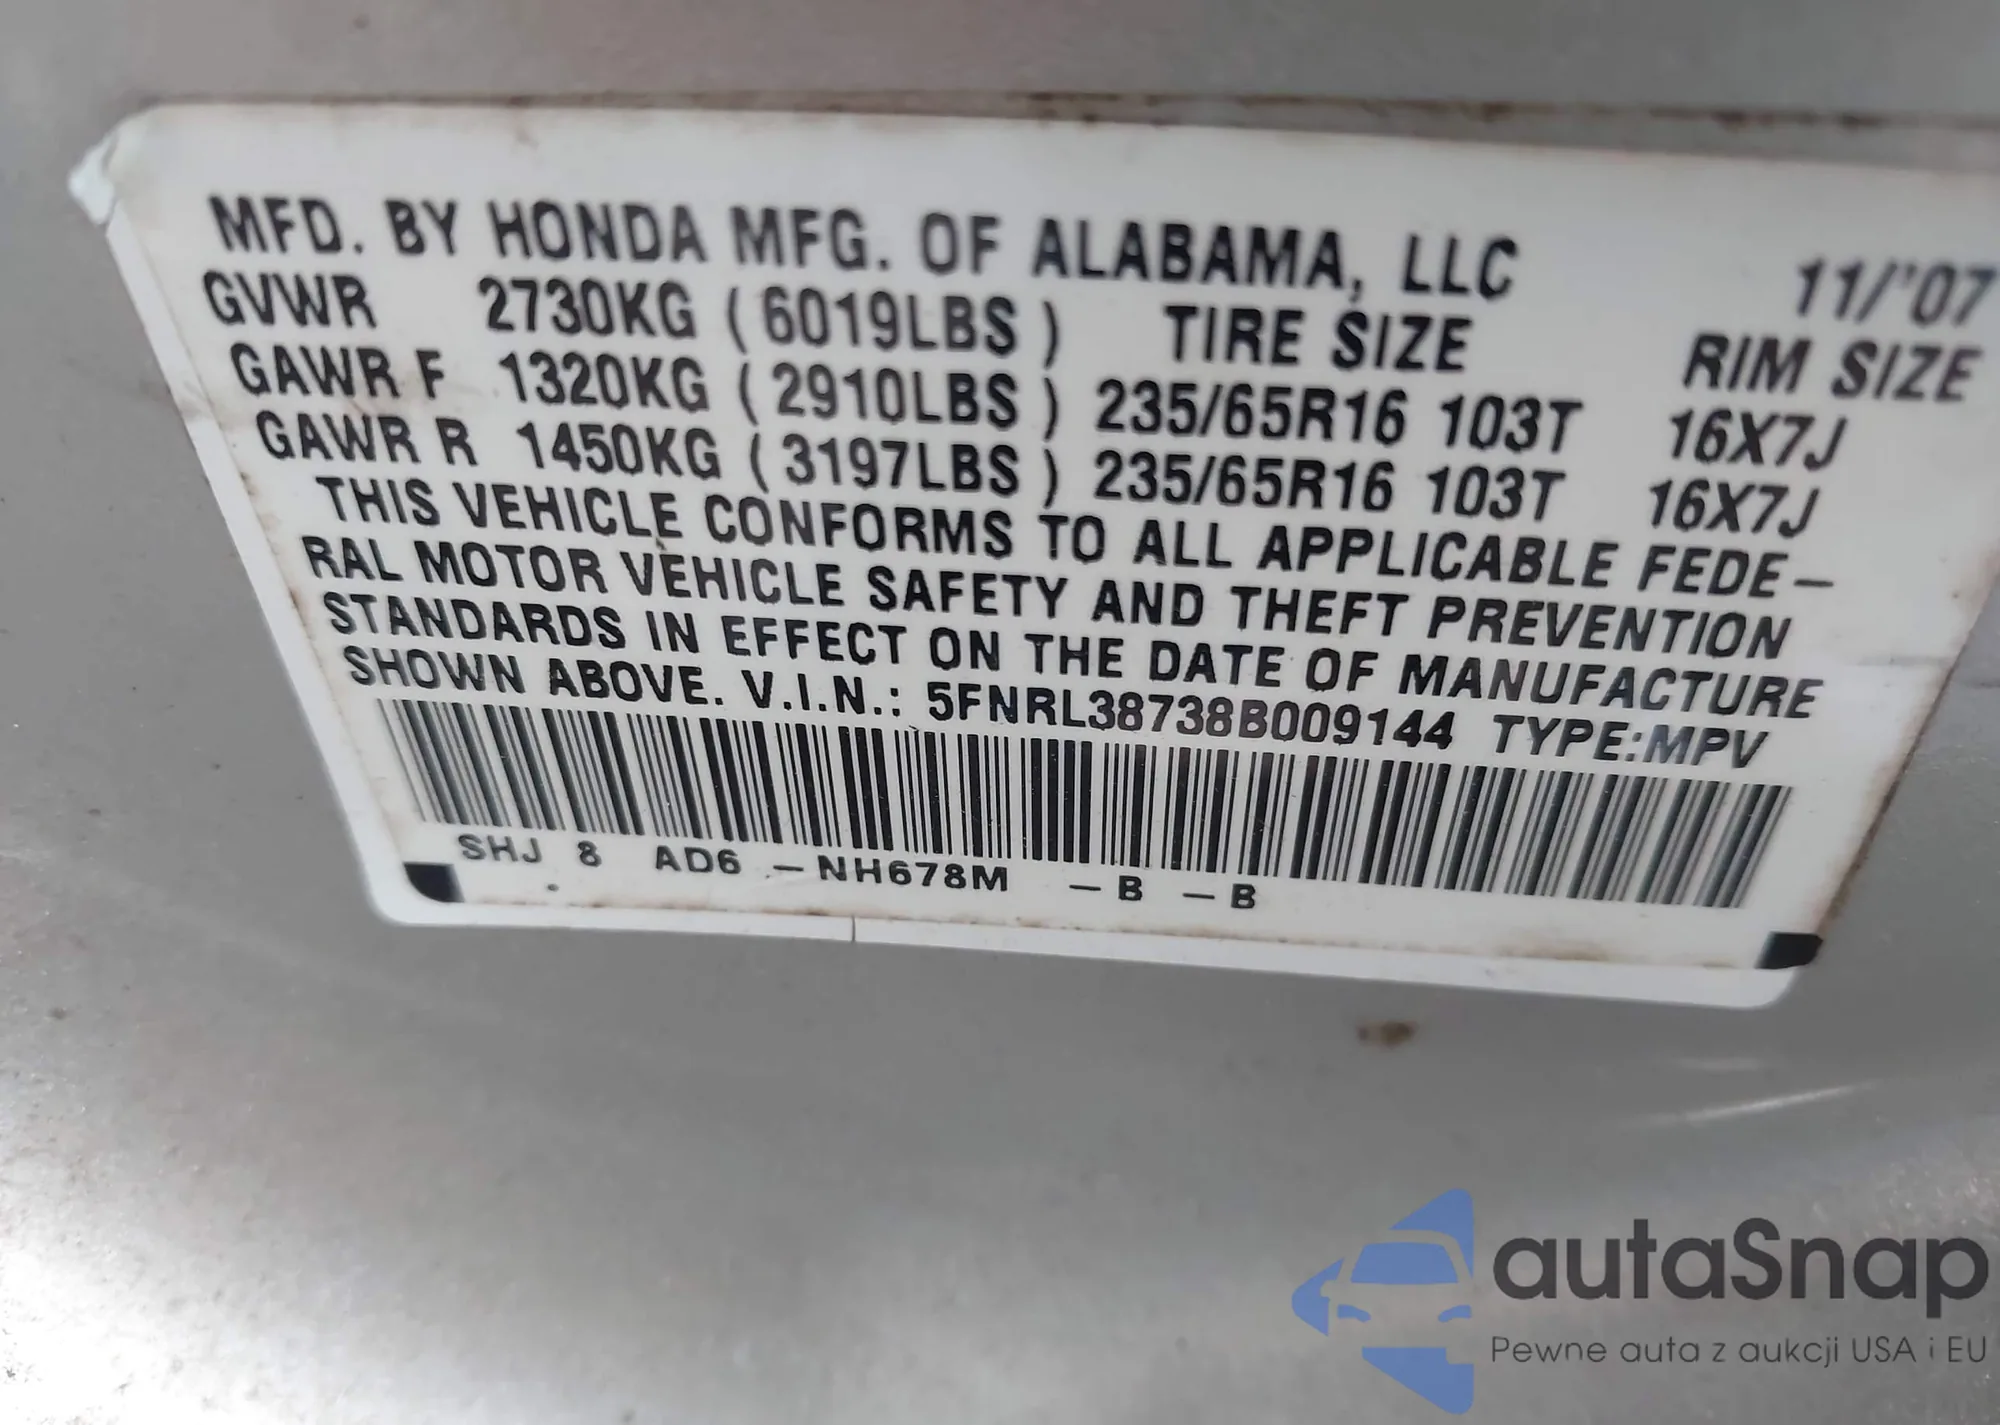 MFD. BY HONDA MFG. OF ALABAMA, LLC 11/'07
GVWR 2730KG ( 6019LBS ) TIRE SIZE RIM SIZE
GAWR F 1320KG ( 2910LBS ) 235/65R16 103T 16X7J
GAWR R 1450KG ( 3197LBS ) 235/65R16 103T 16X7J
THIS VEHICLE CONFORMS TO ALL APPLICABLE FEDE-
RAL MOTOR VEHICLE SAFETY AND THEFT PREVENTION
STANDARDS IN EFFECT ON THE DATE OF MANUFACTURE
SHOWN ABOVE. V.I.N.: 5FNRL38738B009144 TYPE:MPV
SHJ 8 AD6 -NH678M -B -B
autaSnap
Pewne auta z aukcji USA i EU